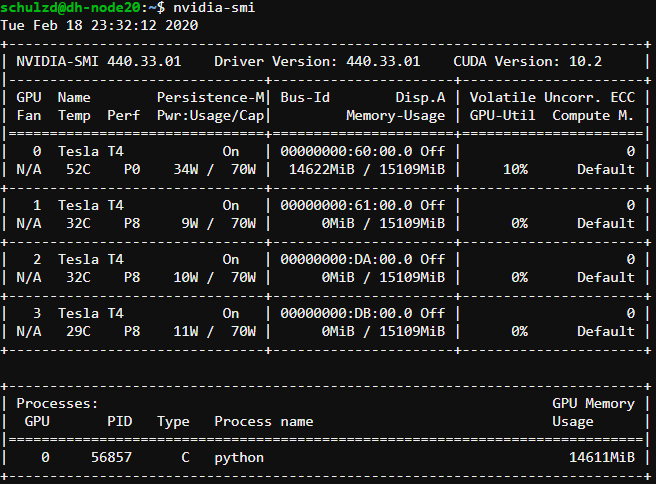 schulzd@dh-node20:~$ nvidia-smi
Tue Feb 18 23:32:12 2020
+-----------------------------------------------------------------------------+
| NVIDIA-SMI 440.33.01    Driver Version: 440.33.01    CUDA Version: 10.2     |
|-------------------------------+----------------------+----------------------+
| GPU  Name        Persistence-M| Bus-Id        Disp.A | Volatile Uncorr. ECC |
| Fan  Temp  Perf  Pwr:Usage/Cap|         Memory-Usage | GPU-Util  Compute M. |
|===============================+======================+======================|
|   0  Tesla T4            On   | 00000000:60:00.0 Off |                    0 |
| N/A   52C    P0    34W /  70W |  14622MiB / 15109MiB |     10%      Default |
+-------------------------------+----------------------+----------------------+
|   1  Tesla T4            On   | 00000000:61:00.0 Off |                    0 |
| N/A   32C    P8     9W /  70W |      0MiB / 15109MiB |      0%      Default |
+-------------------------------+----------------------+----------------------+
|   2  Tesla T4            On   | 00000000:DA:00.0 Off |                    0 |
| N/A   32C    P8    10W /  70W |      0MiB / 15109MiB |      0%      Default |
+-------------------------------+----------------------+----------------------+
|   3  Tesla T4            On   | 00000000:DB:00.0 Off |                    0 |
| N/A   29C    P8    11W /  70W |      0MiB / 15109MiB |      0%      Default |
+-------------------------------+----------------------+----------------------+

+-----------------------------------------------------------------------------+
| Processes:                                                       GPU Memory |
|  GPU       PID   Type   Process name                             Usage      |
|=============================================================================|
|    0     56857      C   python                                     14611MiB |
+-----------------------------------------------------------------------------+